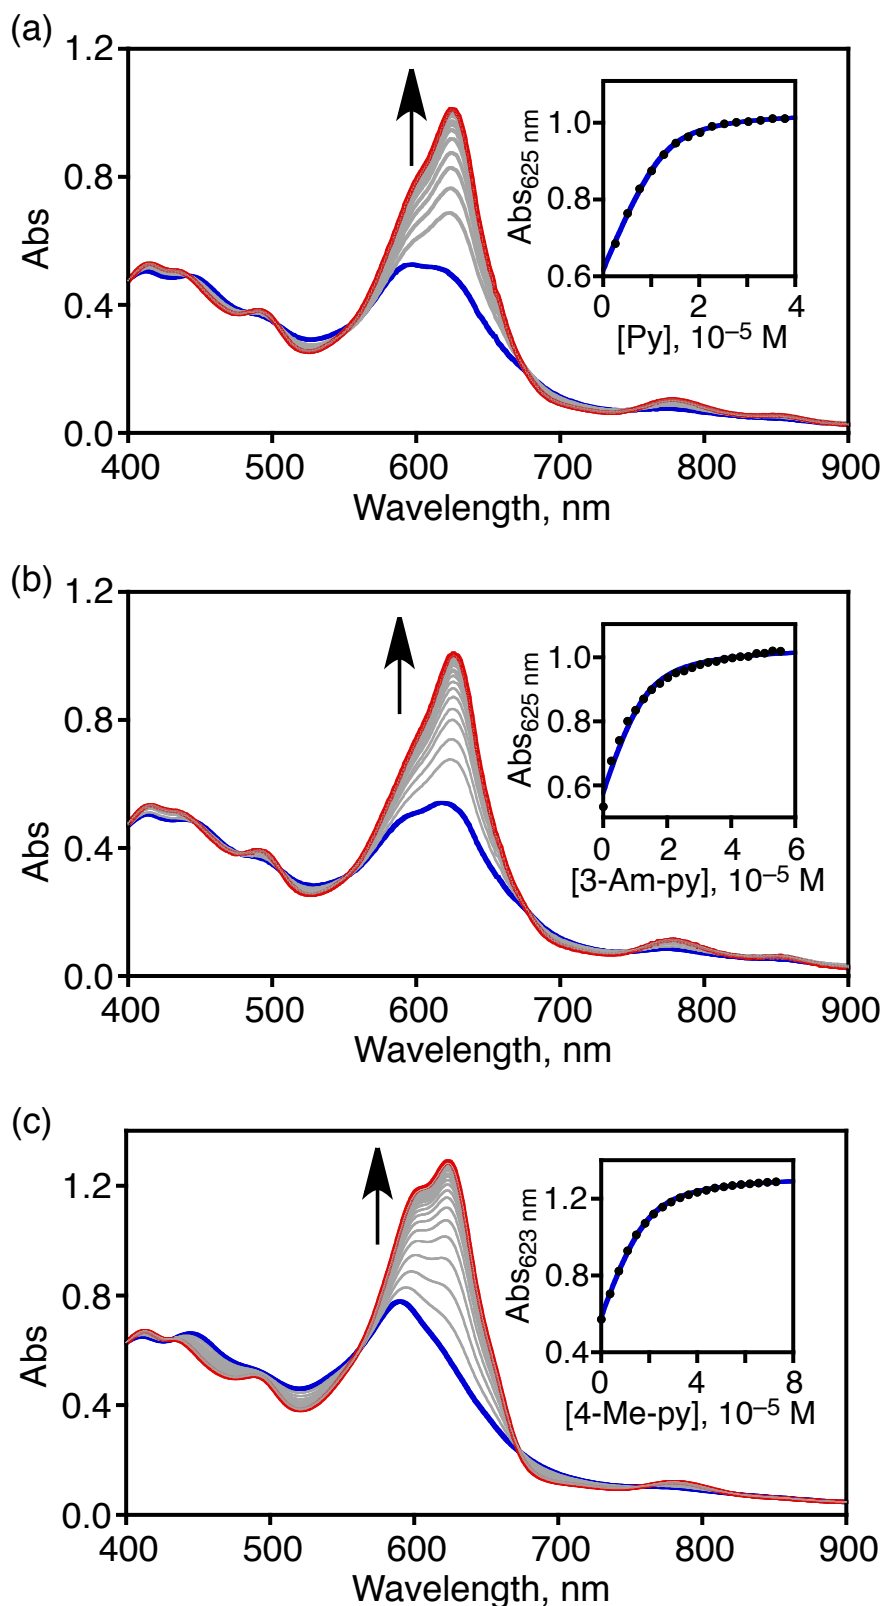 (a)
1.2
0.8
0.4
0.0
Abs
400 500 600 700 800 900
Wavelength, nm
1.0
0.8
0.6
Abs625 nm
0 2 4
[Py], 10–5 M
(b)
1.2
0.8
0.4
0.0
Abs
400 500 600 700 800 900
Wavelength, nm
1.0
0.8
0.6
Abs625 nm
0 2 4 6
[3-Am-py], 10–5 M
(c)
1.2
0.8
0.4
0.0
Abs
400 500 600 700 800 900
Wavelength, nm
1.2
0.8
0.4
Abs623 nm
0 4 8
[4-Me-py], 10–5 M